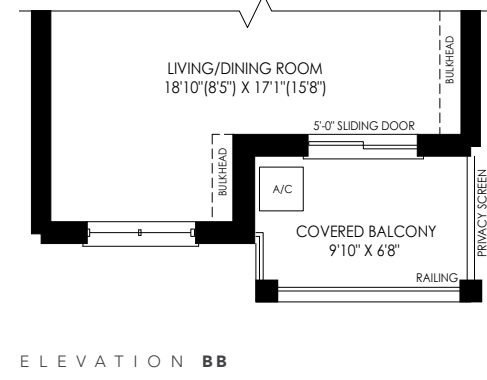 BULKHEAD
LIVING/DINING ROOM
18'10"(8'5") X 17'1"(15'8")
5'-0" SLIDING DOOR
BULKHEAD
A/C
PRIVACY SCREEN
COVERED BALCONY
9'10" X 6'8"
RAILING
ELEVATION BB